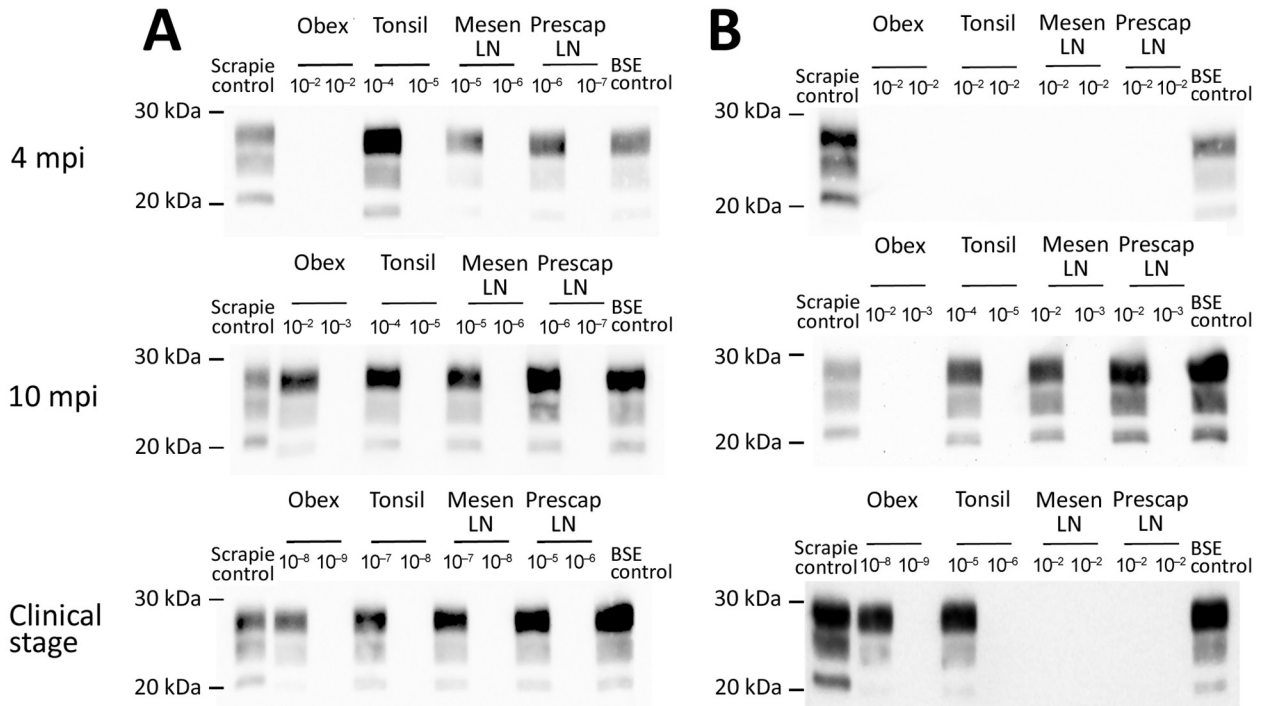 A
Obex Tonsil Mesen LN Prescap LN
Scrapie control 10⁻² 10⁻² 10⁻⁴ 10⁻⁵ 10⁻⁵ 10⁻⁶ 10⁻⁶ 10⁻⁷ BSE control
4 mpi
30 kDa
20 kDa
B
Obex Tonsil Mesen LN Prescap LN
Scrapie control 10⁻² 10⁻² 10⁻² 10⁻² 10⁻² 10⁻² 10⁻² 10⁻² BSE control
30 kDa
20 kDa
Obex Tonsil Mesen LN Prescap LN
Scrapie control 10⁻² 10⁻³ 10⁻⁴ 10⁻⁵ 10⁻⁵ 10⁻⁶ 10⁻⁶ 10⁻⁷ BSE control
10 mpi
30 kDa
20 kDa
Obex Tonsil Mesen LN Prescap LN
Scrapie control 10⁻² 10⁻³ 10⁻⁴ 10⁻⁵ 10⁻² 10⁻³ 10⁻² 10⁻³ BSE control
30 kDa
20 kDa
Obex Tonsil Mesen LN Prescap LN
Scrapie control 10⁻⁸ 10⁻⁹ 10⁻⁷ 10⁻⁸ 10⁻⁷ 10⁻⁸ 10⁻⁵ 10⁻⁶ BSE control
Clinical stage
30 kDa
20 kDa
Obex Tonsil Mesen LN Prescap LN
Scrapie control 10⁻⁸ 10⁻⁹ 10⁻⁵ 10⁻⁶ 10⁻² 10⁻² 10⁻² 10⁻² BSE control
30 kDa
20 kDa